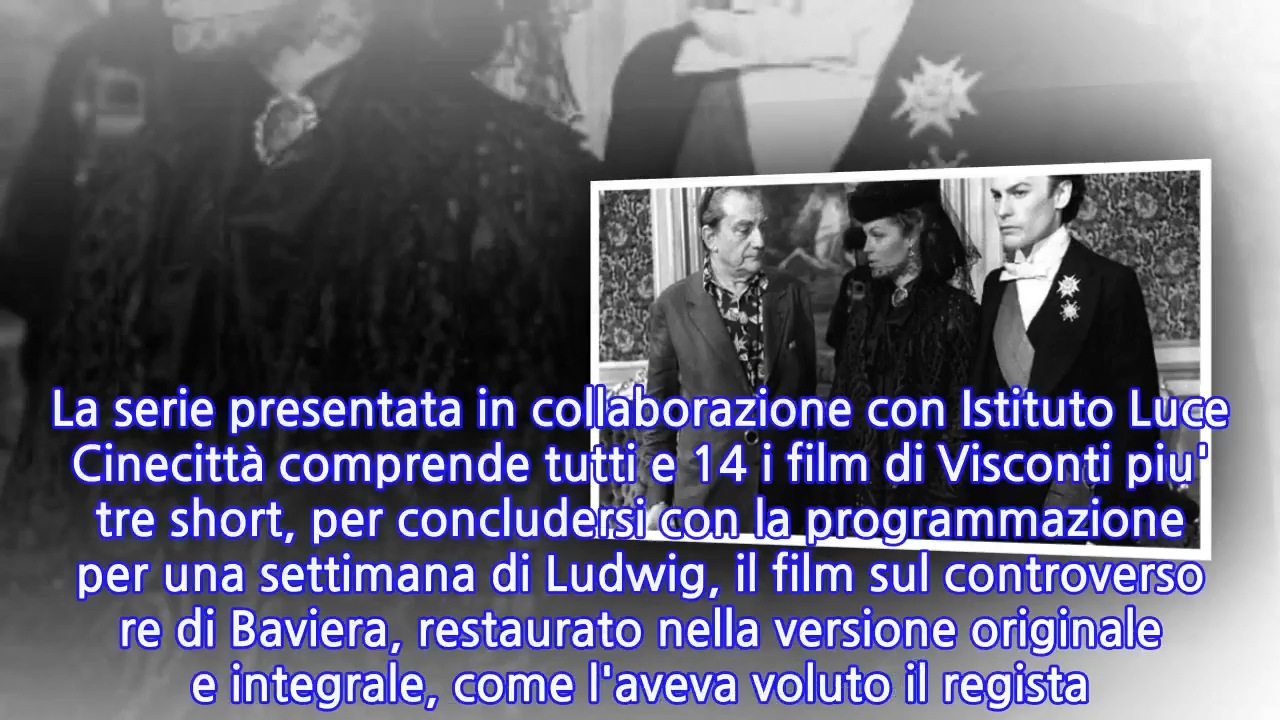 La serie presentata in collaborazione con Istituto Luce
Cinecittà comprende tutti e 14 i film di Visconti piu'
tre short, per concludersi con la programmazione
per una settimana di Ludwig, il film sul controverso
re di Baviera, restaurato nella versione originale
e integrale, come l'aveva voluto il regista